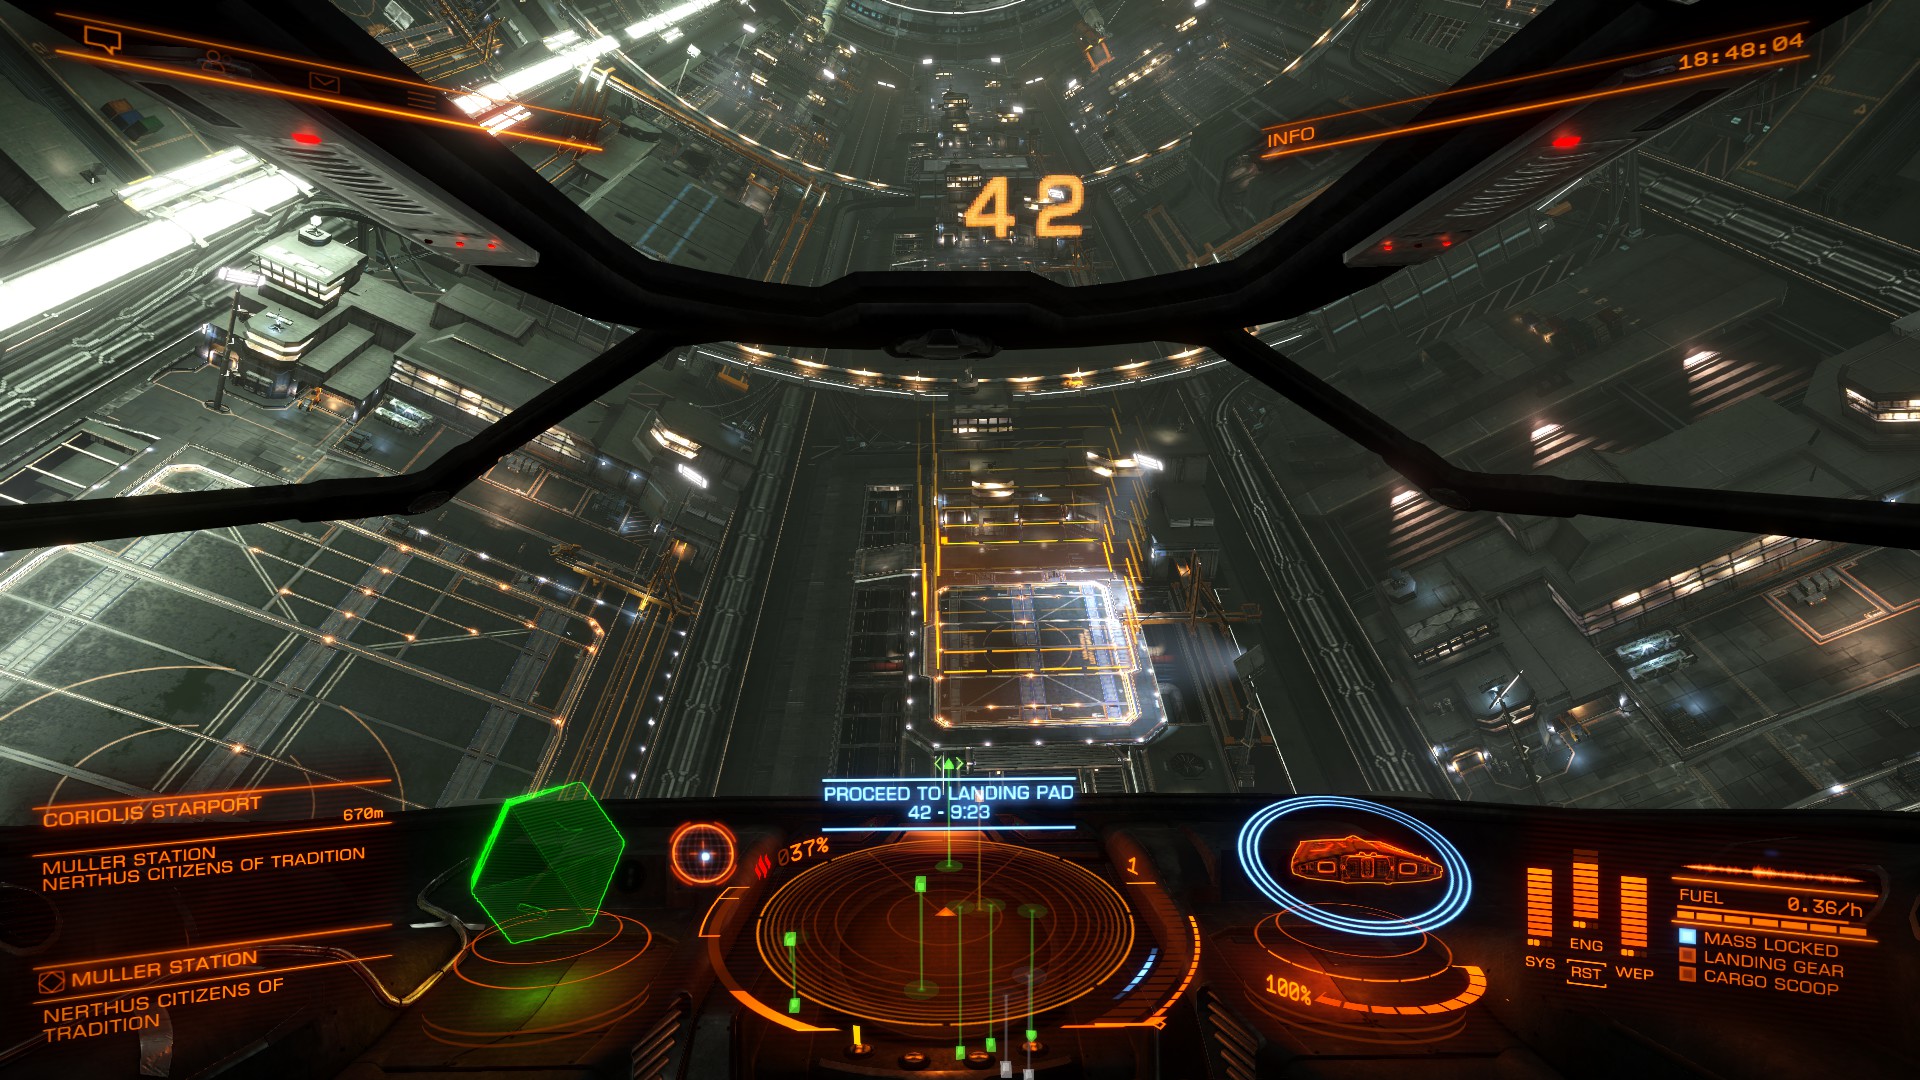 18:48:04
INFO
42
CORIOLIS STARPORT
670m
MULLER STATION
NERTHUS CITIZENS OF TRADITION
MULLER STATION
NERTHUS CITIZENS OF
TRADITION
PROCEED TO LANDING PAD
42 - 9:23
037%
1
100%
SYS
ENG
RST
WEP
FUEL
0.36/h
MASS LOCKED
LANDING GEAR
CARGO SCOOP